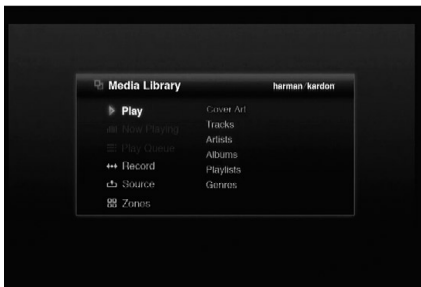 Media Library
harman/kardon
Play
Now Playing
Play Queue
Record
Source
Zones
Cover Art
Tracks
Artists
Albums
Playlists
Genres